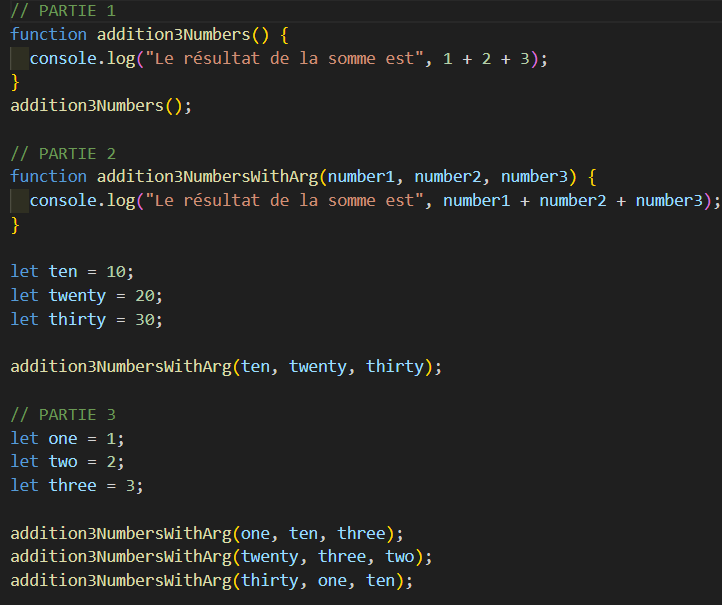 // PARTIE 1
function addition3Numbers() {
  console.log("Le résultat de la somme est", 1 + 2 + 3);
}
addition3Numbers();

// PARTIE 2
function addition3NumbersWithArg(number1, number2, number3) {
  console.log("Le résultat de la somme est", number1 + number2 + number3);
}

let ten = 10;
let twenty = 20;
let thirty = 30;

addition3NumbersWithArg(ten, twenty, thirty);

// PARTIE 3
let one = 1;
let two = 2;
let three = 3;

addition3NumbersWithArg(one, ten, three);
addition3NumbersWithArg(twenty, three, two);
addition3NumbersWithArg(thirty, one, ten);